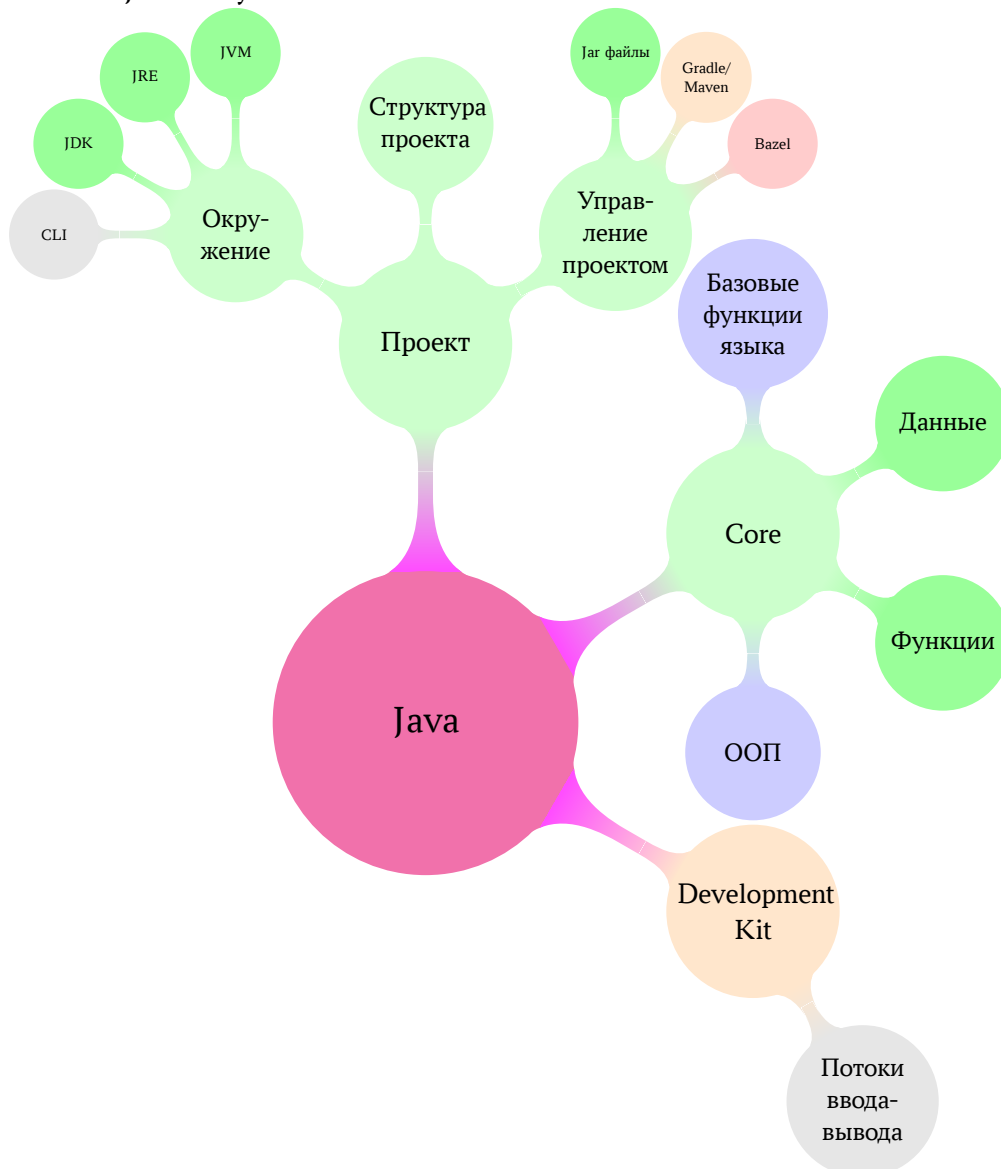 JVM
JRE
JDK
CLI
Окру-
жение
Структура
проекта
Jar файлы
Gradle/
Maven
Bazel
Управ-
ление
проектом
Проект
Базовые
функции
языка
Данные
Core
Функции
ООП
Java
Development
Kit
Потоки
ввода-
вывода